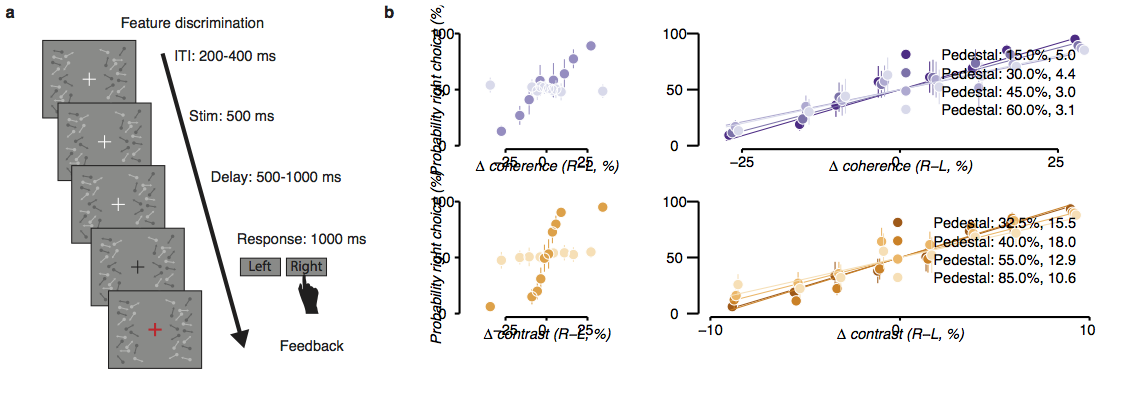 a
Feature discrimination
ITI: 200-400 ms
Stim: 500 ms
Delay: 500-1000 ms
Response: 1000 ms
Left
Right
Feedback
b
Probability right choice (%)
100
50
0
−25
0
25
Δ coherence (R–L, %)
100
50
0
−25
0
25
Δ coherence (R–L, %)
Pedestal: 15.0%, 5.0
Pedestal: 30.0%, 4.4
Pedestal: 45.0%, 3.0
Pedestal: 60.0%, 3.1
Probability right choice (%)
100
50
0
−25
0
25
Δ contrast (R–L, %)
100
50
0
−10
0
10
Δ contrast (R–L, %)
Pedestal: 32.5%, 15.5
Pedestal: 40.0%, 18.0
Pedestal: 55.0%, 12.9
Pedestal: 85.0%, 10.6